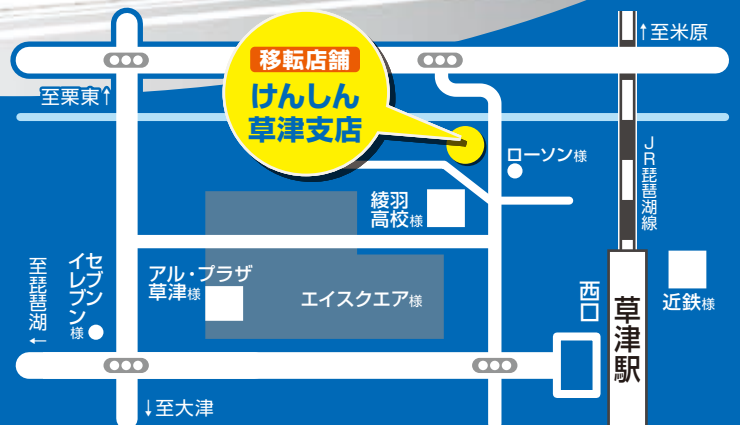 ↑至米原
至栗東↑
移転店舗
けんしん
草津支店
ローソン様
JR琵琶湖線
綾羽
高校様
アル・プラザ
草津様
エイスクエア様
セブン
イレブン様
至琵琶湖←
西口
草津駅
近鉄様
↓至大津